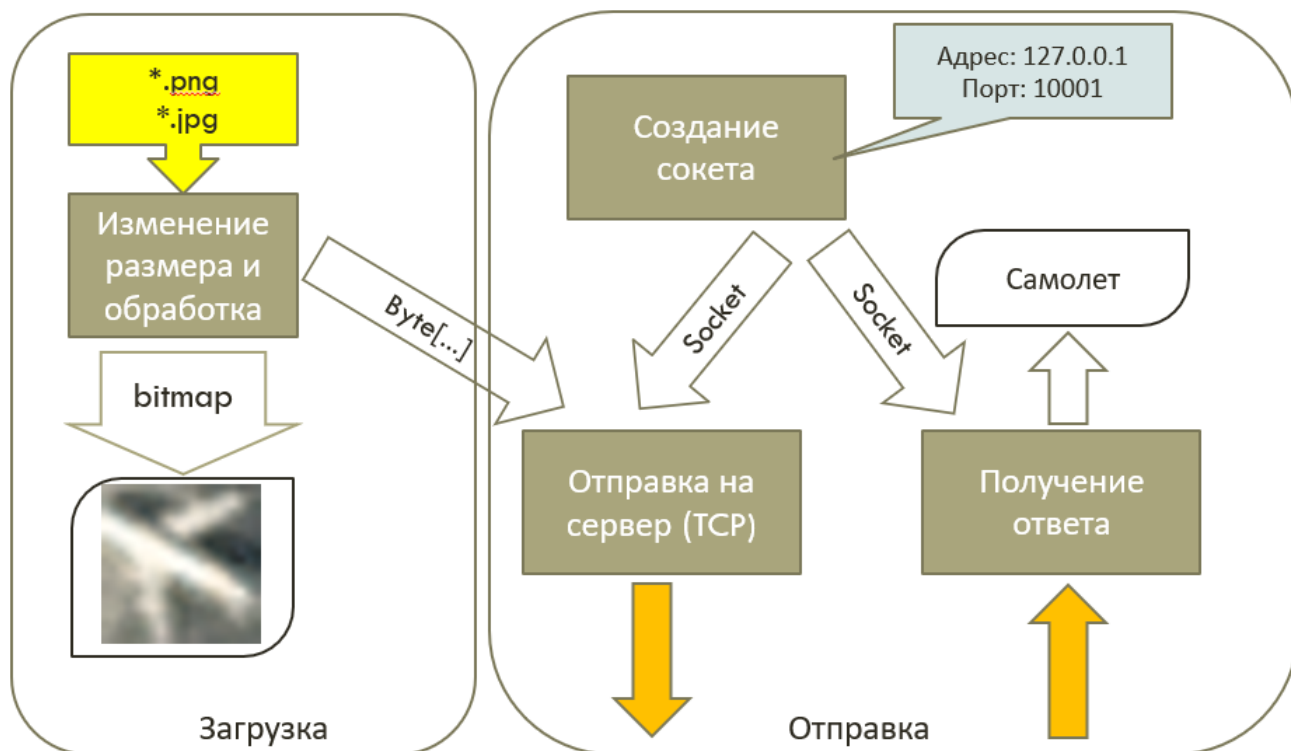 *.png
*.jpg
Изменение
размера и
обработка
bitmap
Загрузка
Byte[...]
Адрес: 127.0.0.1
Порт: 10001
Создание
сокета
Socket
Socket
Самолет
Отправка на
сервер (TCP)
Получение
ответа
Отправка